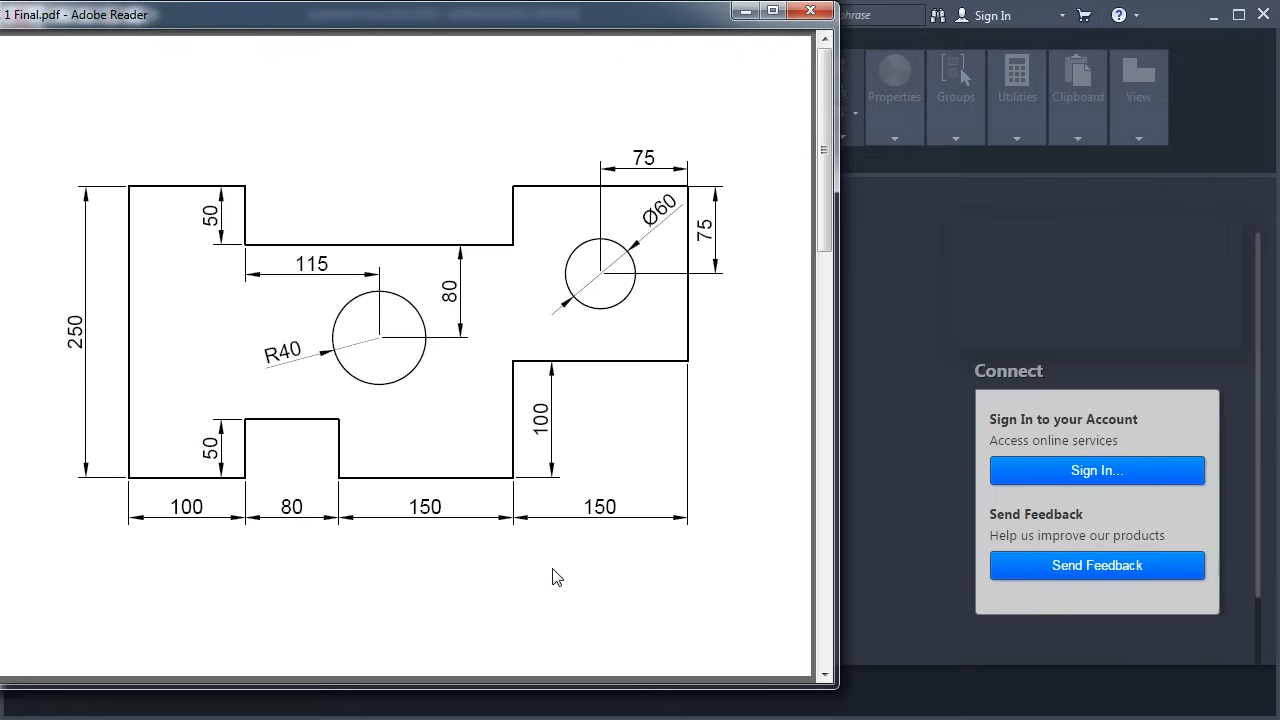 1 Final.pdf - Adobe Reader
phrase
Sign In
Properties
Groups
Utilities
Clipboard
View
75
50
Ø60
75
115
80
250
R40
50
100
100
80
150
150
Connect
Sign In to your Account
Access online services
Sign In...
Send Feedback
Help us improve our products
Send Feedback